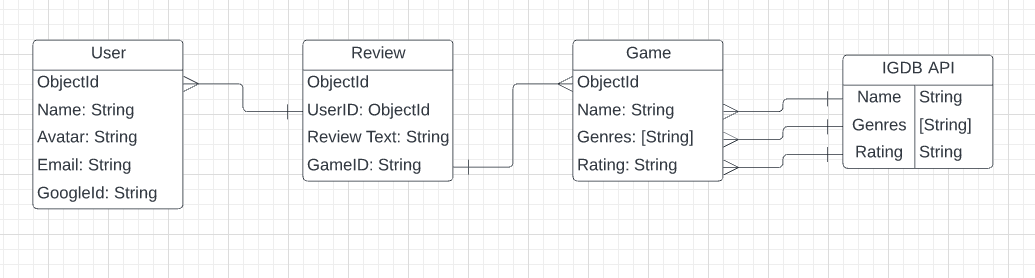 User
ObjectId
Name: String
Avatar: String
Email: String
GoogleId: String
Review
ObjectId
UserID: ObjectId
Review Text: String
GameID: String
Game
ObjectId
Name: String
Genres: [String]
Rating: String
IGDB API
Name String
Genres [String]
Rating String